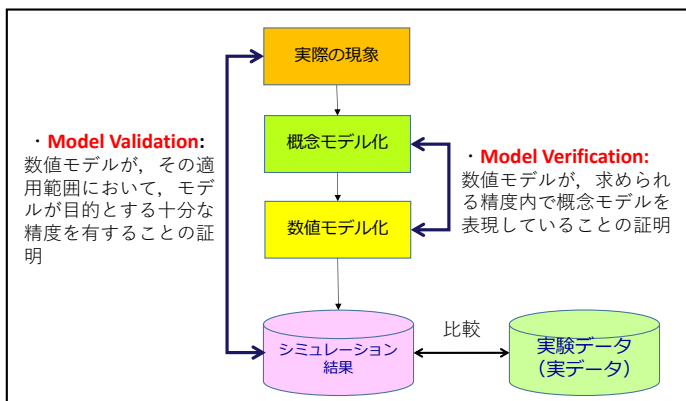 実際の現象
・Model Validation:
数値モデルが，その適
用範囲において，モデ
ルが目的とする十分な
精度を有することの証
明
概念モデル化
・Model Verification:
数値モデルが，求められ
る精度内で概念モデルを
表現していることの証明
数値モデル化
シミュレーション
結果
比較
実験データ
（実データ）